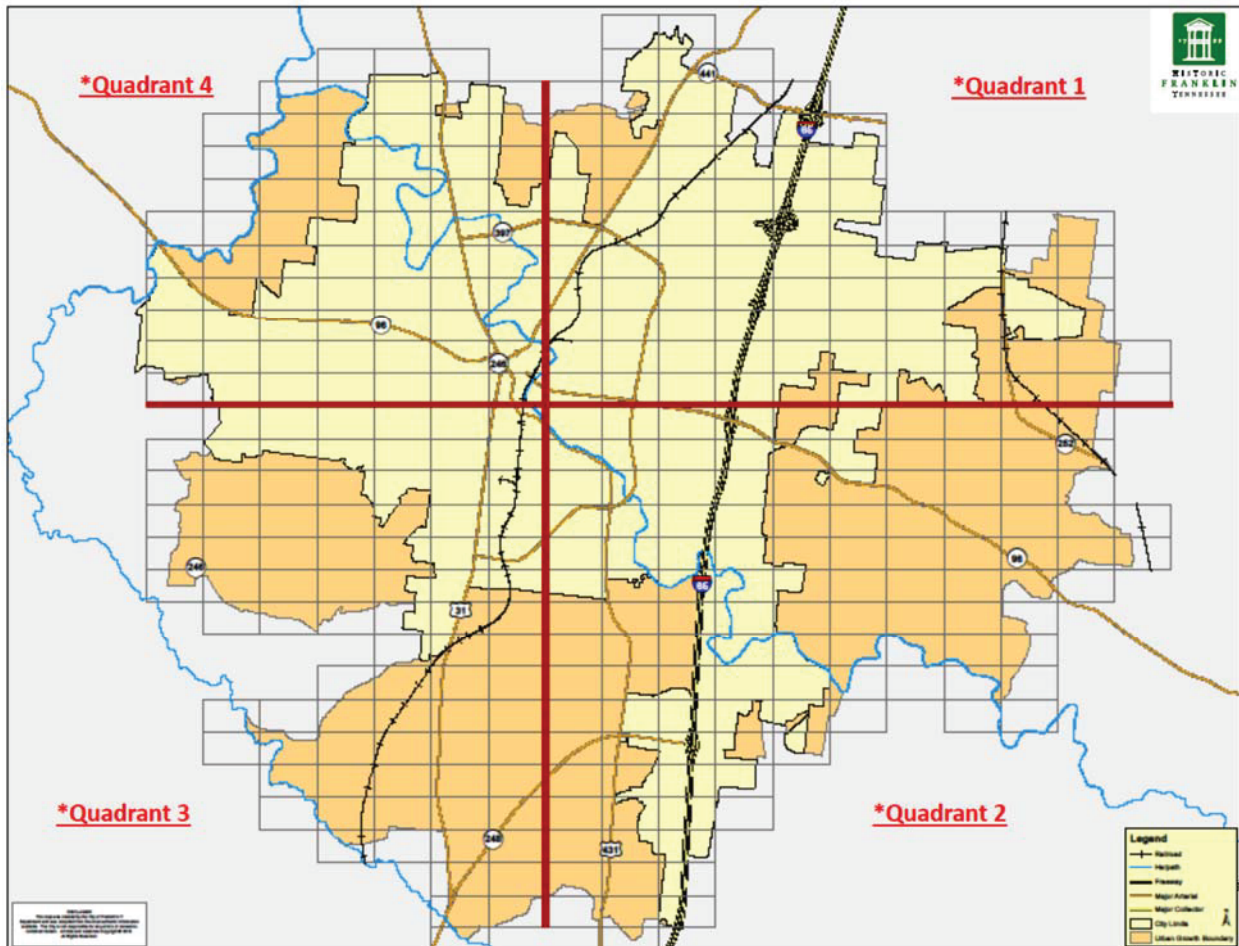 *Quadrant 4
*Quadrant 1
HISTORIC
FRANKLIN
TENNESSEE
441
65
397
96
246
252
246
96
65
31
*Quadrant 3
*Quadrant 2
248
431
Legend
Railroad
Harpeth
Freeway
Major Arterial
Major Collector
City Limits
Urban Growth Boundary